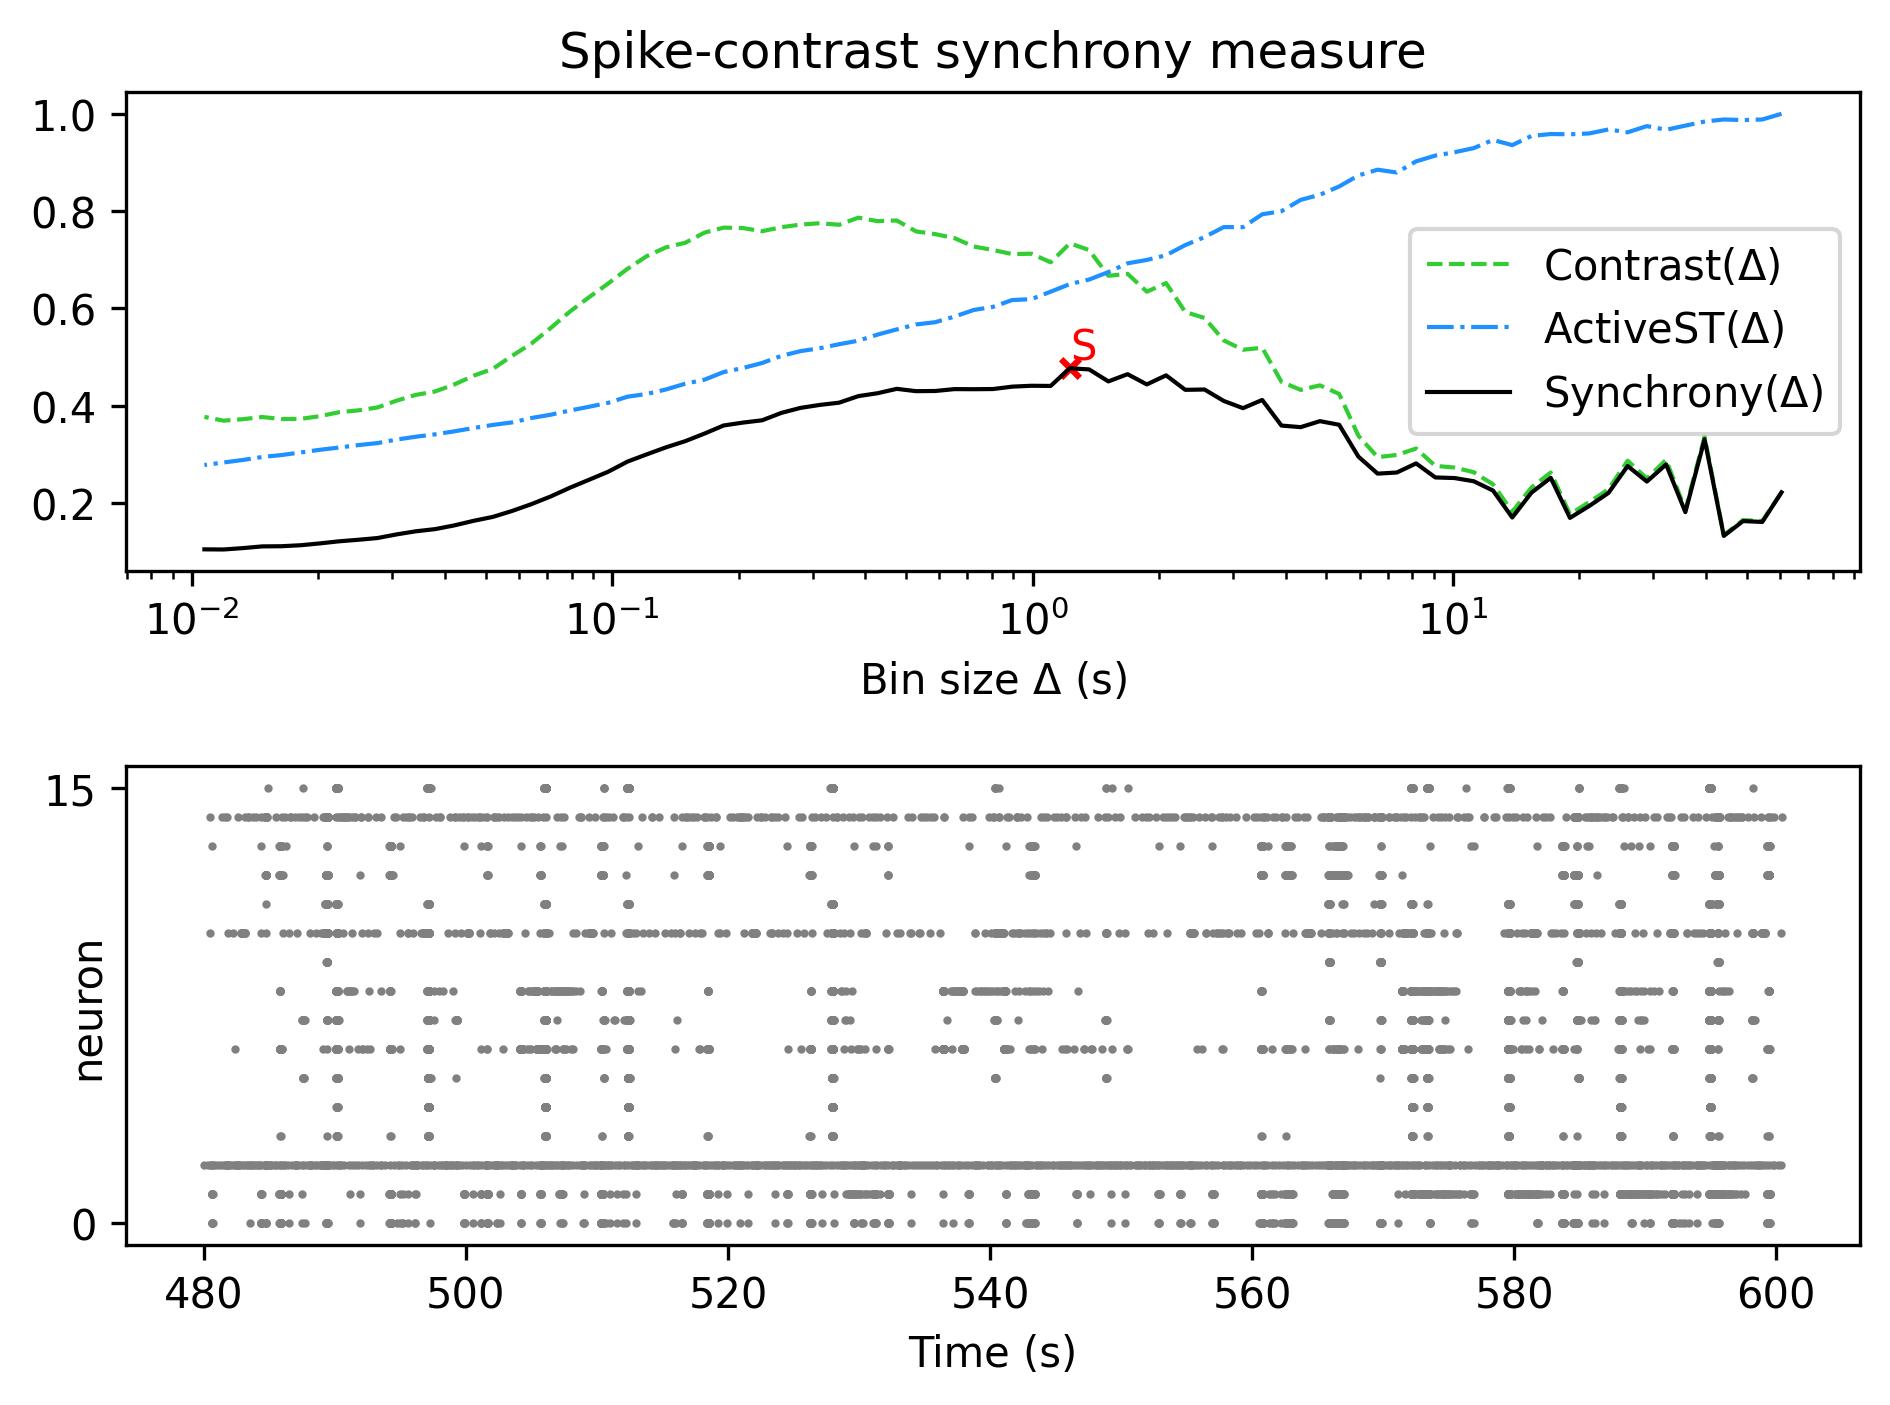 Spike-contrast synchrony measure
1.0
0.8
0.6
0.4
0.2
Contrast(Δ)
ActiveST(Δ)
Synchrony(Δ)
S
10⁻² 10⁻¹ 10⁰ 10¹
Bin size Δ (s)
15
0
neuron
480 500 520 540 560 580 600
Time (s)